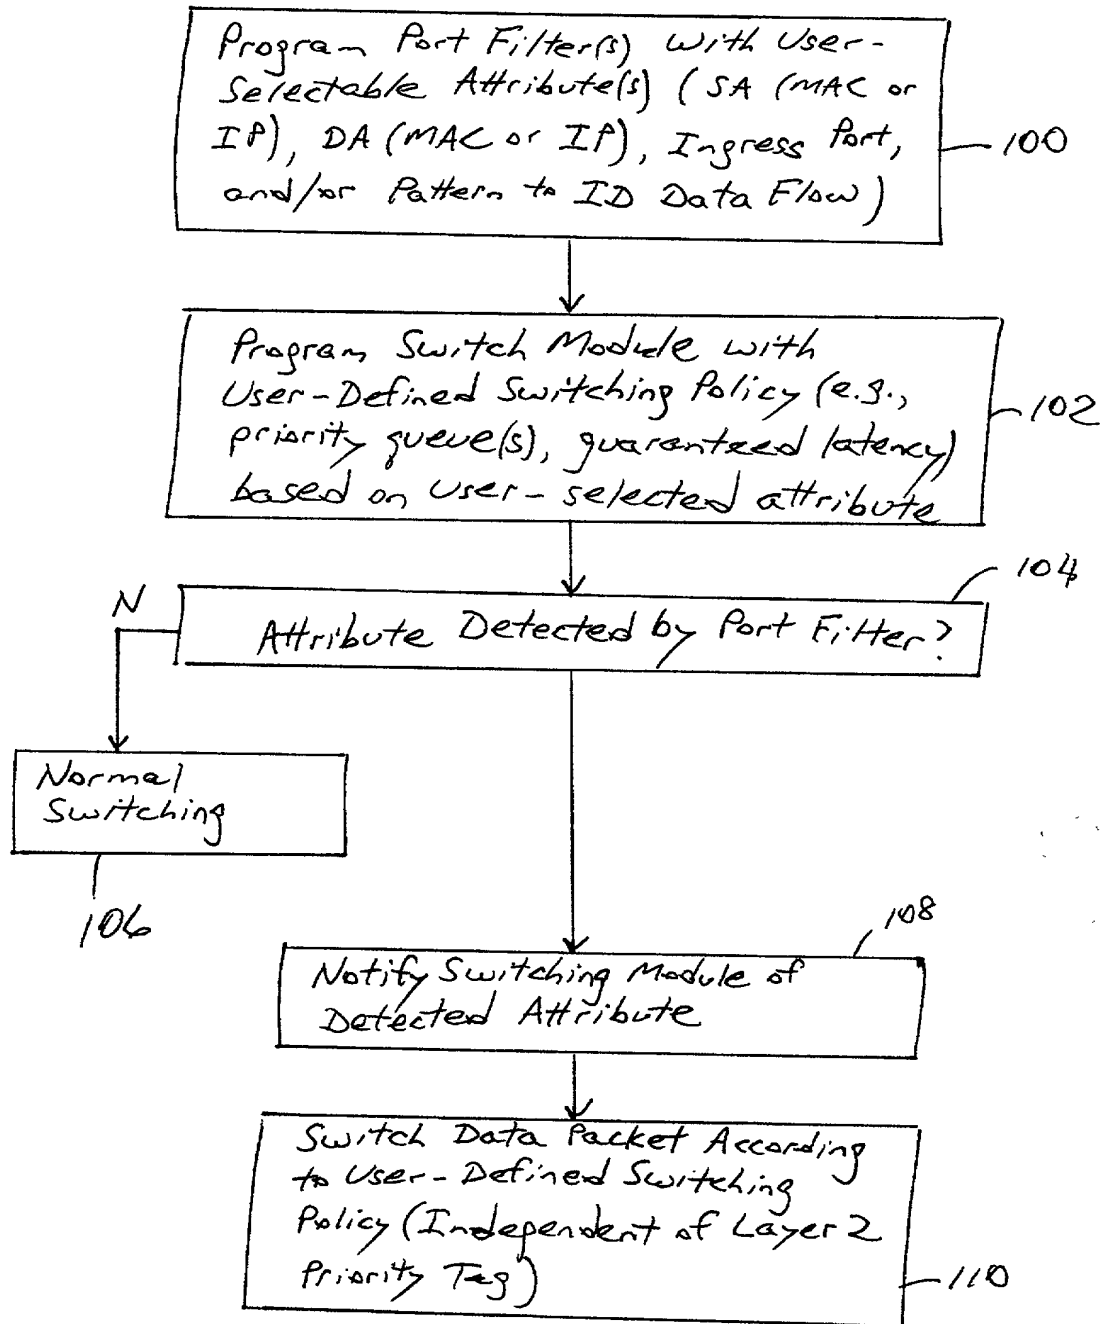 Program Port Filter(s) with User-
Selectable Attribute(s) (SA (MAC or
IP), DA (MAC or IP), Ingress Port,
and/or Pattern to ID Data Flow)
100
Program Switch Module with
User-Defined Switching Policy (e.g.,
priority queue(s), guaranteed latency)
based on user-selected attribute
102
104
N
Attribute Detected by Port Filter?
Normal
Switching
106
108
Notify Switching Module of
Detected Attribute
Switch Data Packet According
to User-Defined Switching
Policy (Independent of Layer 2
Priority Tag)
110